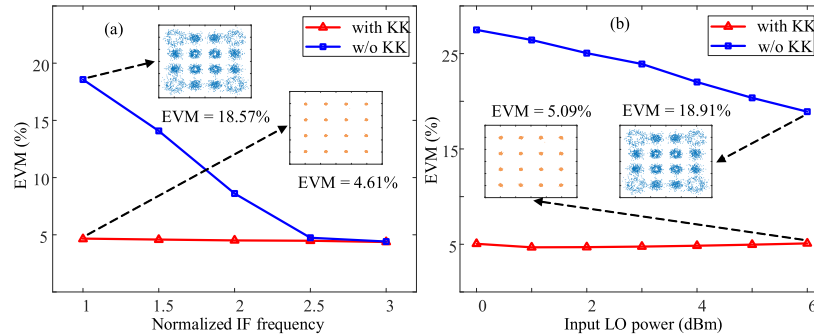 (a)
with KK
w/o KK
EVM = 18.57%
EVM = 4.61%
EVM (%)
20
15
10
5
1
1.5
2
2.5
3
Normalized IF frequency
(b)
with KK
w/o KK
EVM = 5.09%
EVM = 18.91%
EVM (%)
25
15
5
0
2
4
6
Input LO power (dBm)